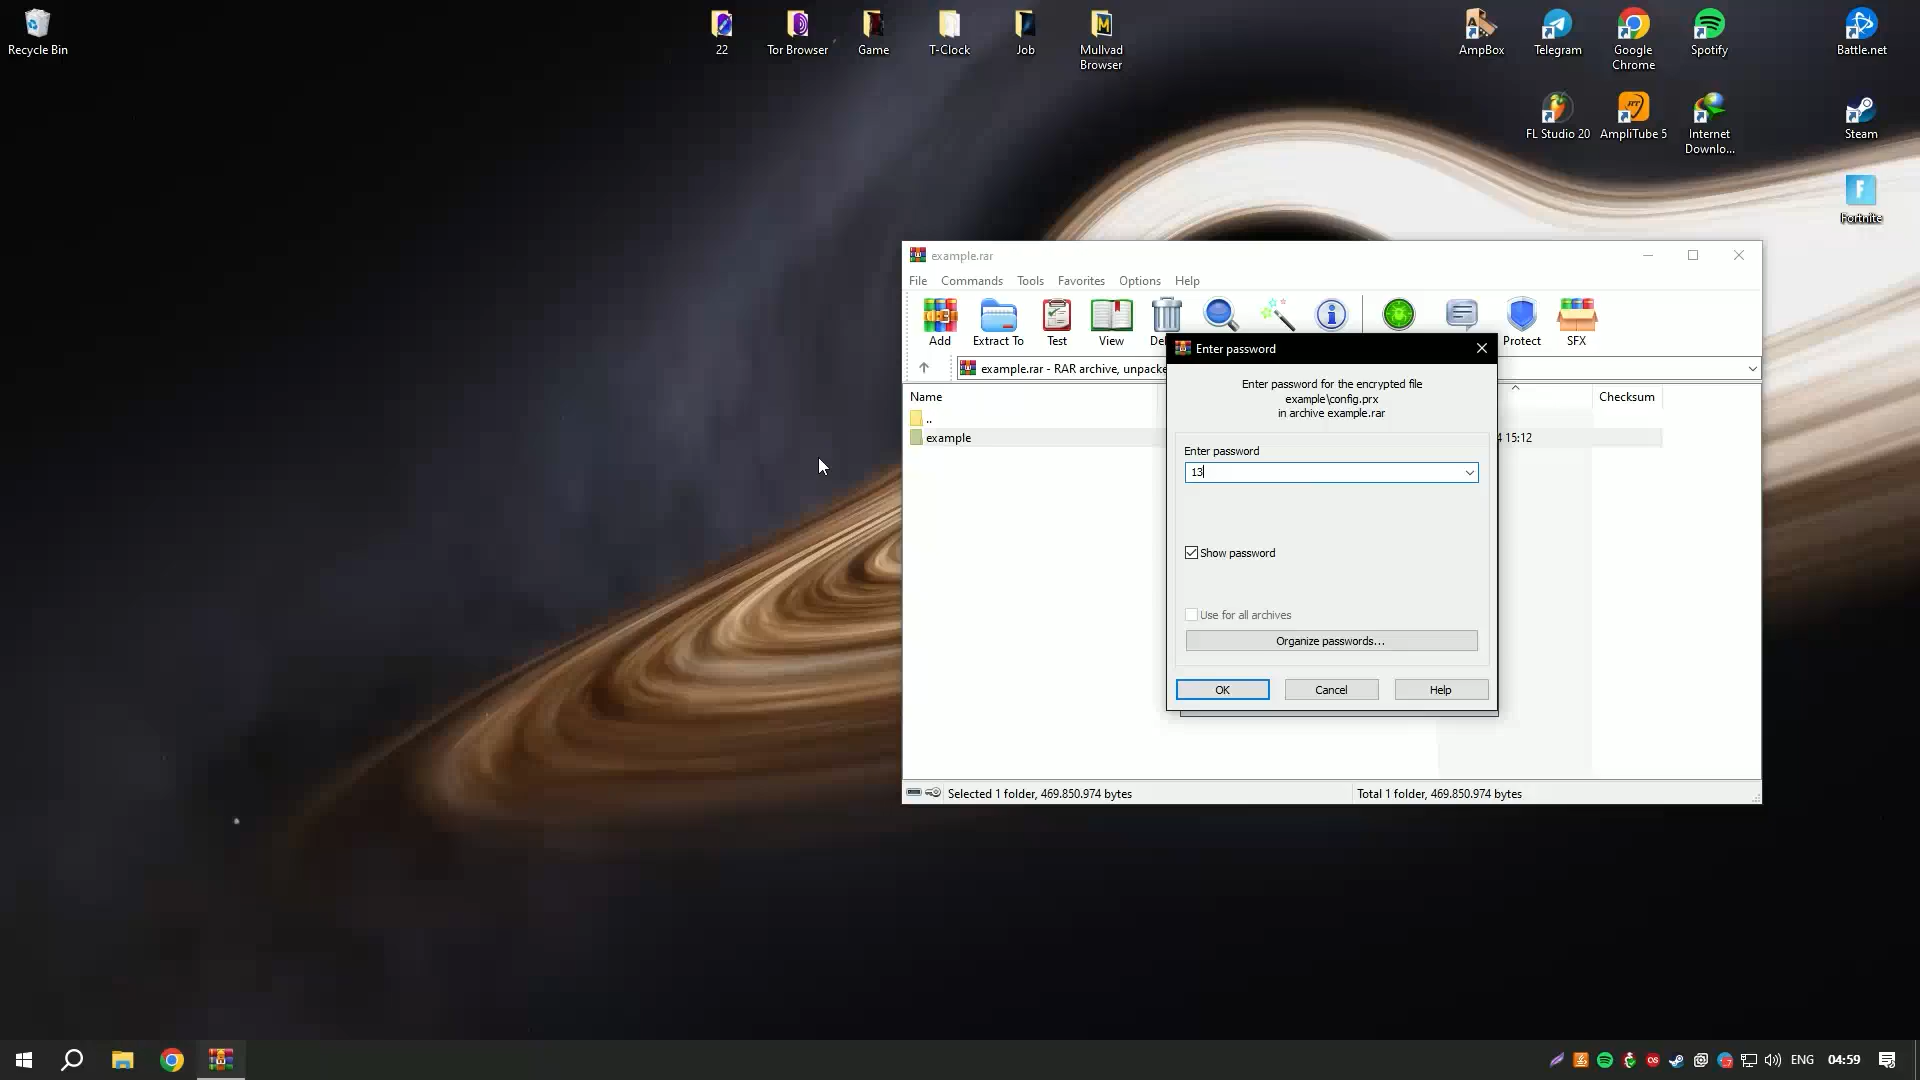 Recycle Bin
22
Tor Browser
Game
T-Clock
Job
Mullvad
Browser
AmpBox
Telegram
Google
Chrome
Spotify
Battle.net
FL Studio 20
AmpliTube 5
Internet
Downlo...
Steam
Fortnite
example.rar
File Commands Tools Favorites Options Help
Add
Extract To
Test
View
Protect
SFX
example.rar - RAR archive, unpacke
Name
Checksum
..
example
15:12
Enter password
Enter password for the encrypted file
example\config.prx
in archive example.rar
Enter password
13
Show password
Use for all archives
Organize passwords...
OK
Cancel
Help
Selected 1 folder, 469.850.974 bytes
Total 1 folder, 469.850.974 bytes
ENG
04:59